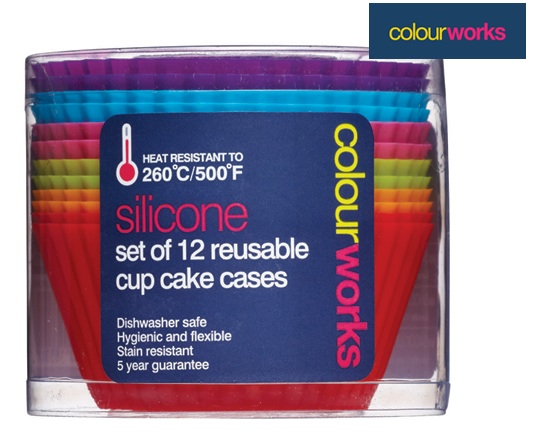 colourworks
HEAT RESISTANT TO
260°C/500°F
silicone
set of 12 reusable
cup cake cases
Dishwasher safe
Hygienic and flexible
Stain resistant
5 year guarantee
colourworks